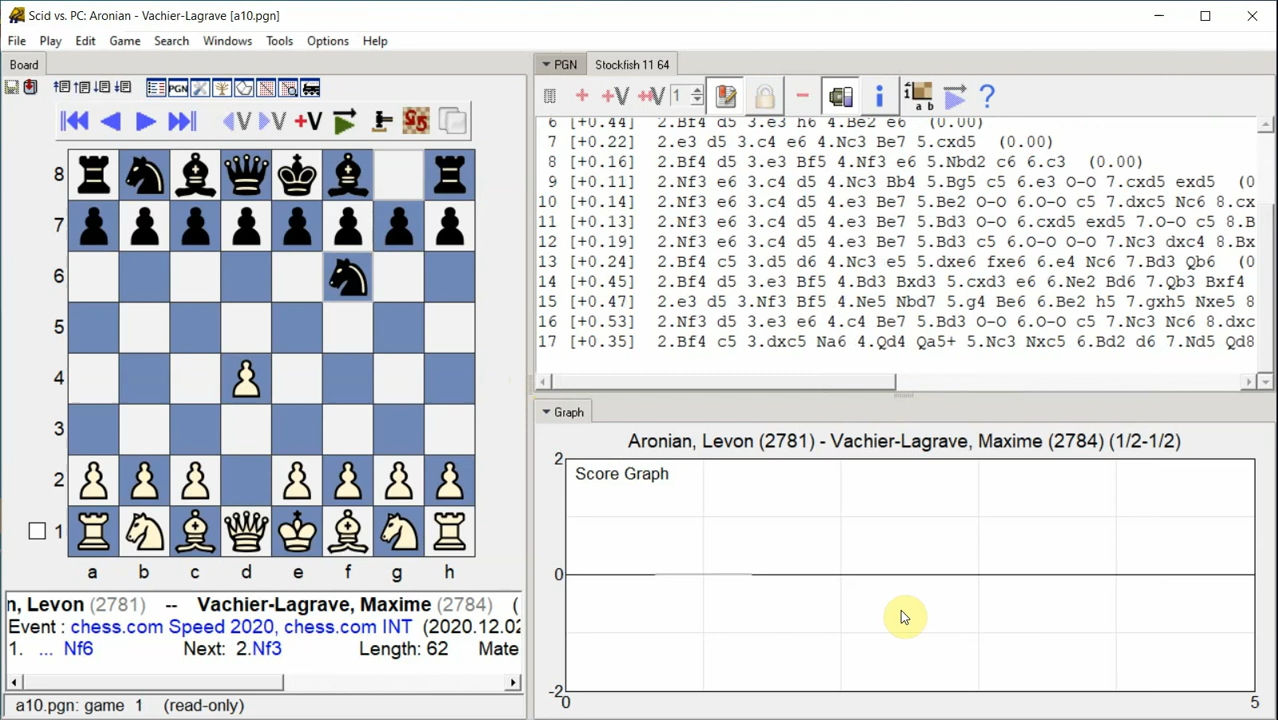 Scid vs. PC: Aronian - Vachier-Lagrave [a10.pgn]
File Play Edit Game Search Windows Tools Options Help
Board
PGN
8
7
6
5
4
3
2
1
a b c d e f g h
n, Levon (2781) -- Vachier-Lagrave, Maxime (2784) (
Event : chess.com Speed 2020, chess.com INT (2020.12.02
1. ... Nf6 Next: 2.Nf3 Length: 62 Mate
a10.pgn: game 1 (read-only)
PGN Stockfish 11 64
+ +V +V 1 - i a b ?
6 [+0.44] 2.Bf4 d5 3.e3 h6 4.Be2 e6 (0.00)
7 [+0.22] 2.e3 d5 3.c4 e6 4.Nc3 Be7 5.cxd5 (0.00)
8 [+0.16] 2.Bf4 d5 3.e3 Bf5 4.Nf3 e6 5.Nbd2 c6 6.c3 (0.00)
9 [+0.11] 2.Nf3 e6 3.c4 d5 4.Nc3 Bb4 5.Bg5 c5 6.e3 O-O 7.cxd5 exd5 (0
10 [+0.14] 2.Nf3 e6 3.c4 d5 4.Nc3 Be7 5.Be2 O-O 6.O-O c5 7.dxc5 Nc6 8.cx
11 [+0.13] 2.Nf3 e6 3.c4 d5 4.e3 Be7 5.Bd3 O-O 6.cxd5 exd5 7.O-O c5 8.B
12 [+0.19] 2.Nf3 e6 3.c4 d5 4.e3 Be7 5.Bd3 c5 6.O-O O-O 7.Nc3 dxc4 8.Bx
13 [+0.24] 2.Bf4 c5 3.d5 d6 4.Nc3 e5 5.dxe6 fxe6 6.e4 Nc6 7.Bd3 Qb6 (0
14 [+0.45] 2.Bf4 d5 3.e3 Bf5 4.Bd3 Bxd3 5.cxd3 e6 6.Ne2 Bd6 7.Qb3 Bxf4
15 [+0.47] 2.e3 d5 3.Nf3 Bf5 4.Ne5 Nbd7 5.g4 Be6 6.Be2 h5 7.gxh5 Nxe5 8
16 [+0.53] 2.Nf3 d5 3.e3 e6 4.c4 Be7 5.Bd3 O-O 6.O-O c5 7.Nc3 Nc6 8.dxc
17 [+0.35] 2.Bf4 c5 3.dxc5 Na6 4.Qd4 Qa5+ 5.Nc3 Nxc5 6.Bd2 d6 7.Nd5 Qd8
Graph
Aronian, Levon (2781) - Vachier-Lagrave, Maxime (2784) (1/2-1/2)
Score Graph
2
0
-2
0 5